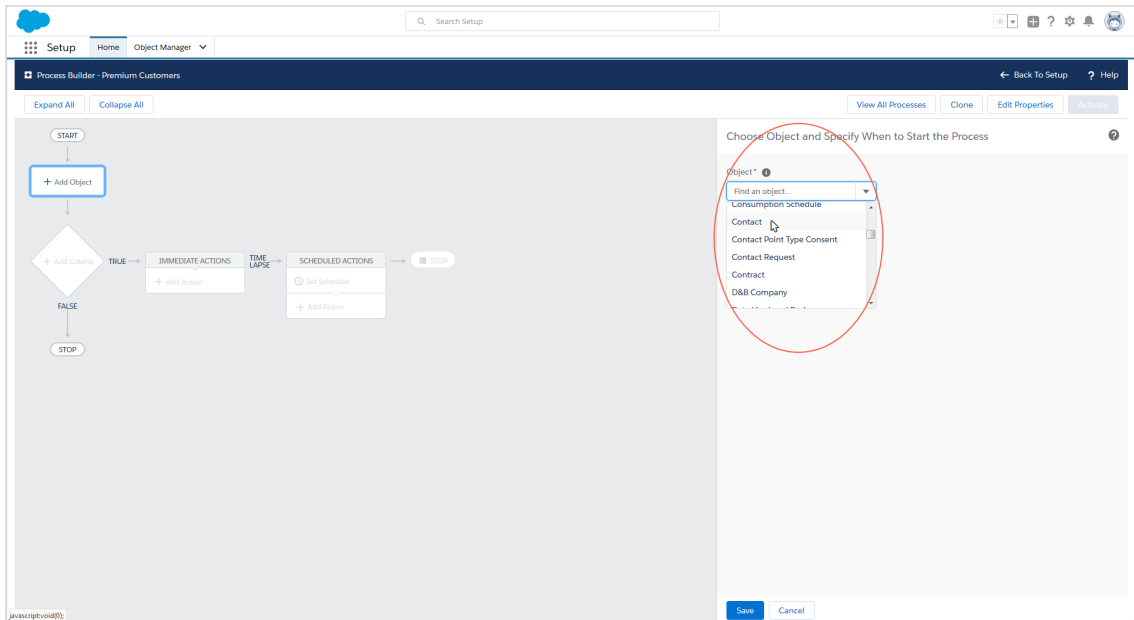 Search Setup
Setup
Home
Object Manager
Process Builder - Premium Customers
Back To Setup
? Help
Expand All
Collapse All
View All Processes
Clone
Edit Properties
Activate
START
+ Add Object
+ Add Criteria
TRUE
IMMEDIATE ACTIONS
+ Add Action
TIME
LAPSE
SCHEDULED ACTIONS
Set Schedule
+ Add Action
STOP
FALSE
STOP
Choose Object and Specify When to Start the Process
Object*
Find an object...
Consumption Schedule
Contact
Contact Point Type Consent
Contact Request
Contract
D&B Company
Save
Cancel
javascript:void(0);